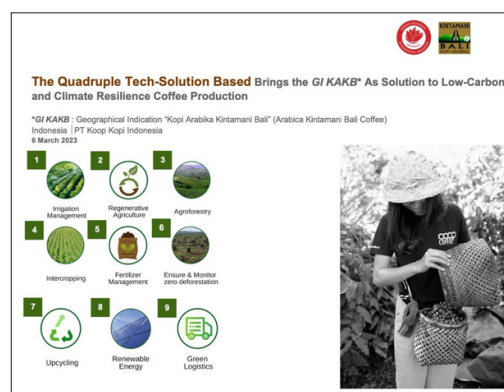 KINTAMANI
BALI
The Quadruple Tech-Solution Based Brings the GI KAKB* As Solution to Low-Carbon
and Climate Resilience Coffee Production
*GI KAKB : Geographical Indication “Kopi Arabika Kintamani Bali” (Arabica Kintamani Bali Coffee)
Indonesia | PT Koop Kopi Indonesia
6 March 2023
1
2
3
Irrigation
Management
Regenerative
Agriculture
Agroforestry
4
5
6
Intercropping
Fertilizer
Management
Ensure & Monitor
zero deforestation
7
8
9
Upcycling
Renewable
Energy
Green
Logistics
COOP
COFFEE